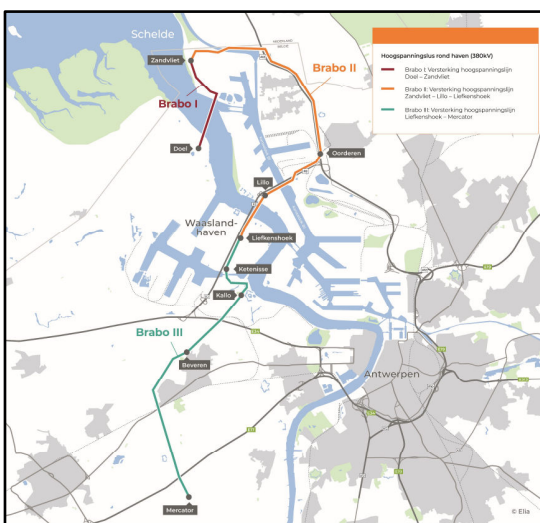 Schelde
Zandvliet
Brabo II
Brabo I
Doel
Oorderen
Lillo
Waasland-
haven
Liefkenshoek
Ketenisse
Kallo
Brabo III
Beveren
Antwerpen
Mercator
Hoogspanningslus rond haven (380kV)
Brabo I: Versterking hoogspanningslijn
Doel – Zandvliet
Brabo II: Versterking hoogspanningslijn
Zandvliet – Lillo – Liefkenshoek
Brabo III: Versterking hoogspanningslijn
Liefkenshoek – Mercator
© Elia